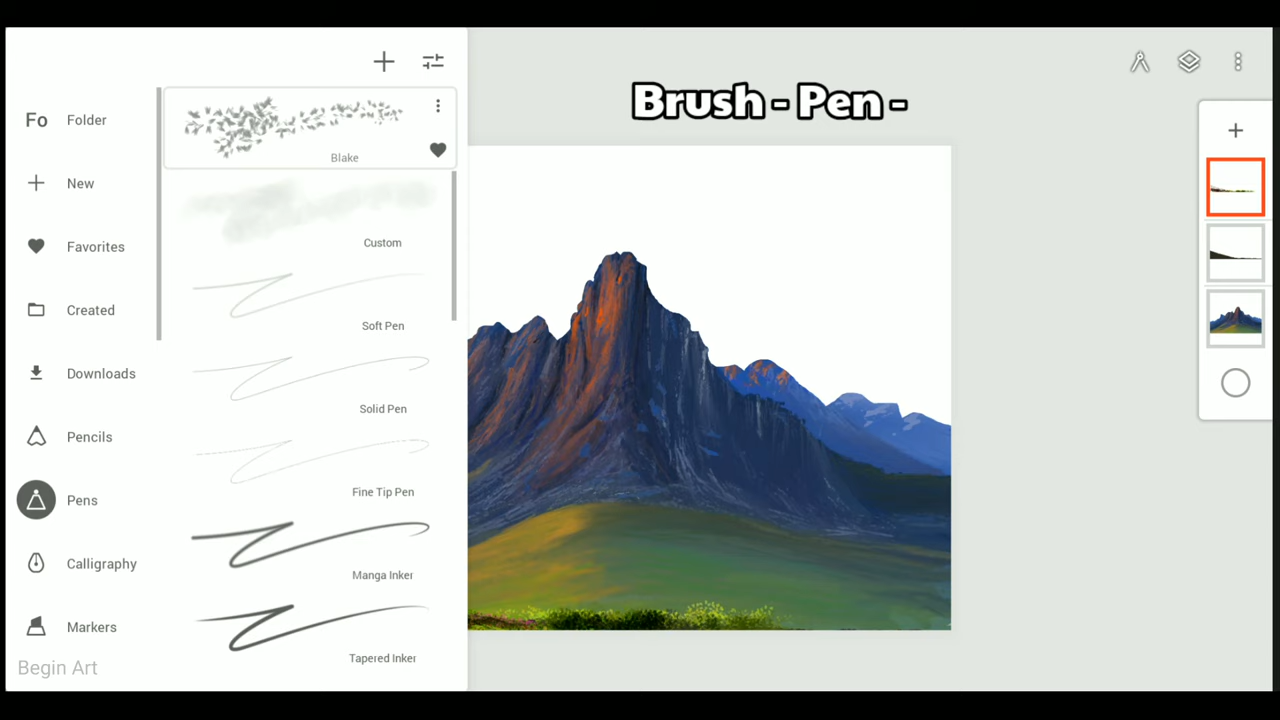 Brush - Pen -
Fo Folder
New
Favorites
Created
Downloads
Pencils
Pens
Calligraphy
Markers
Begin Art
Blake
Custom
Soft Pen
Solid Pen
Fine Tip Pen
Manga Inker
Tapered Inker